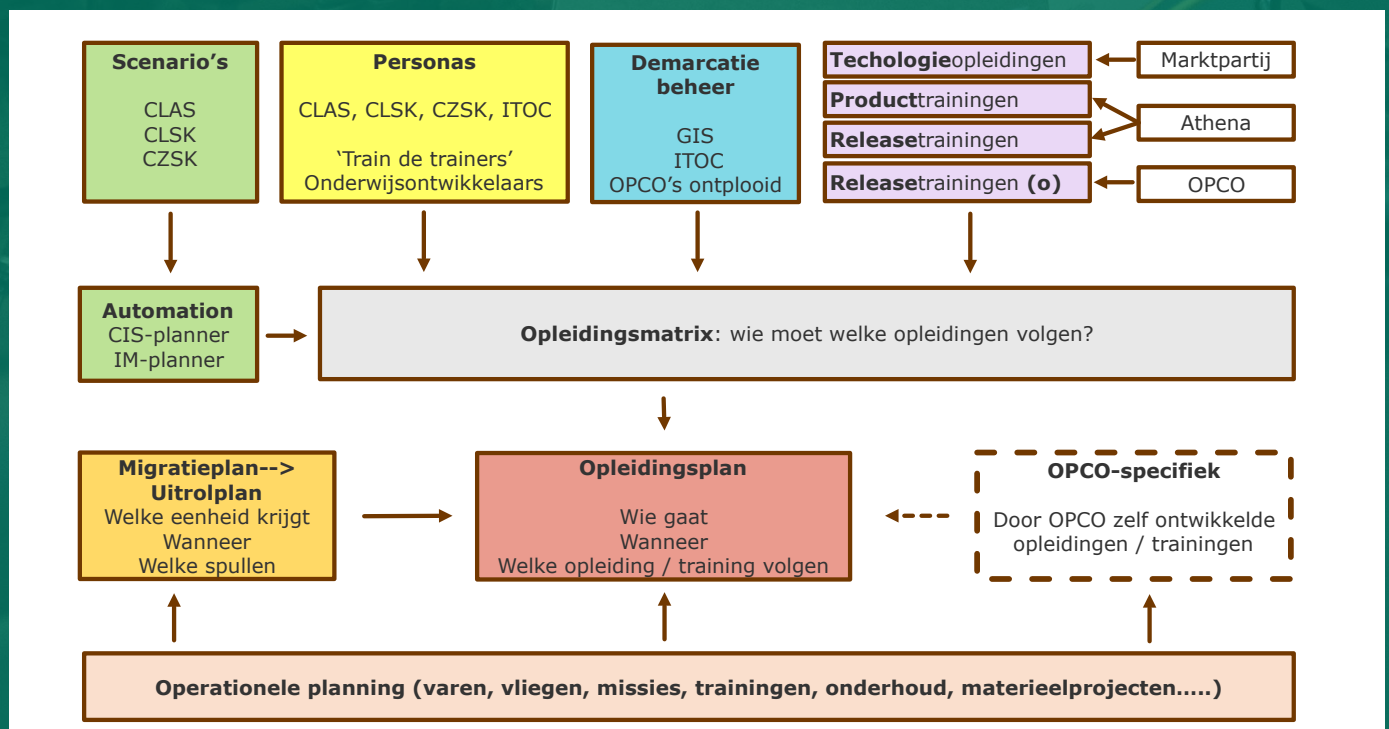 Scenario's
CLAS
CLSK
CZSK
Personas
CLAS, CLSK, CZSK, ITOC
‘Train de trainers’
Onderwijsontwikkelaars
Demarcatie
beheer
GIS
ITOC
OPCO's ontplooid
Techologieopleidingen
Producttrainingen
Releasetrainingen
Releasetrainingen (o)
Marktpartij
Athena
OPCO
Automation
CIS-planner
IM-planner
Opleidingsmatrix: wie moet welke opleidingen volgen?
Migratieplan-->
Uitrolplan
Welke eenheid krijgt
Wanneer
Welke spullen
Opleidingsplan
Wie gaat
Wanneer
Welke opleiding / training volgen
OPCO-specifiek
Door OPCO zelf ontwikkelde
opleidingen / trainingen
Operationele planning (varen, vliegen, missies, trainingen, onderhoud, materieelprojecten.....)